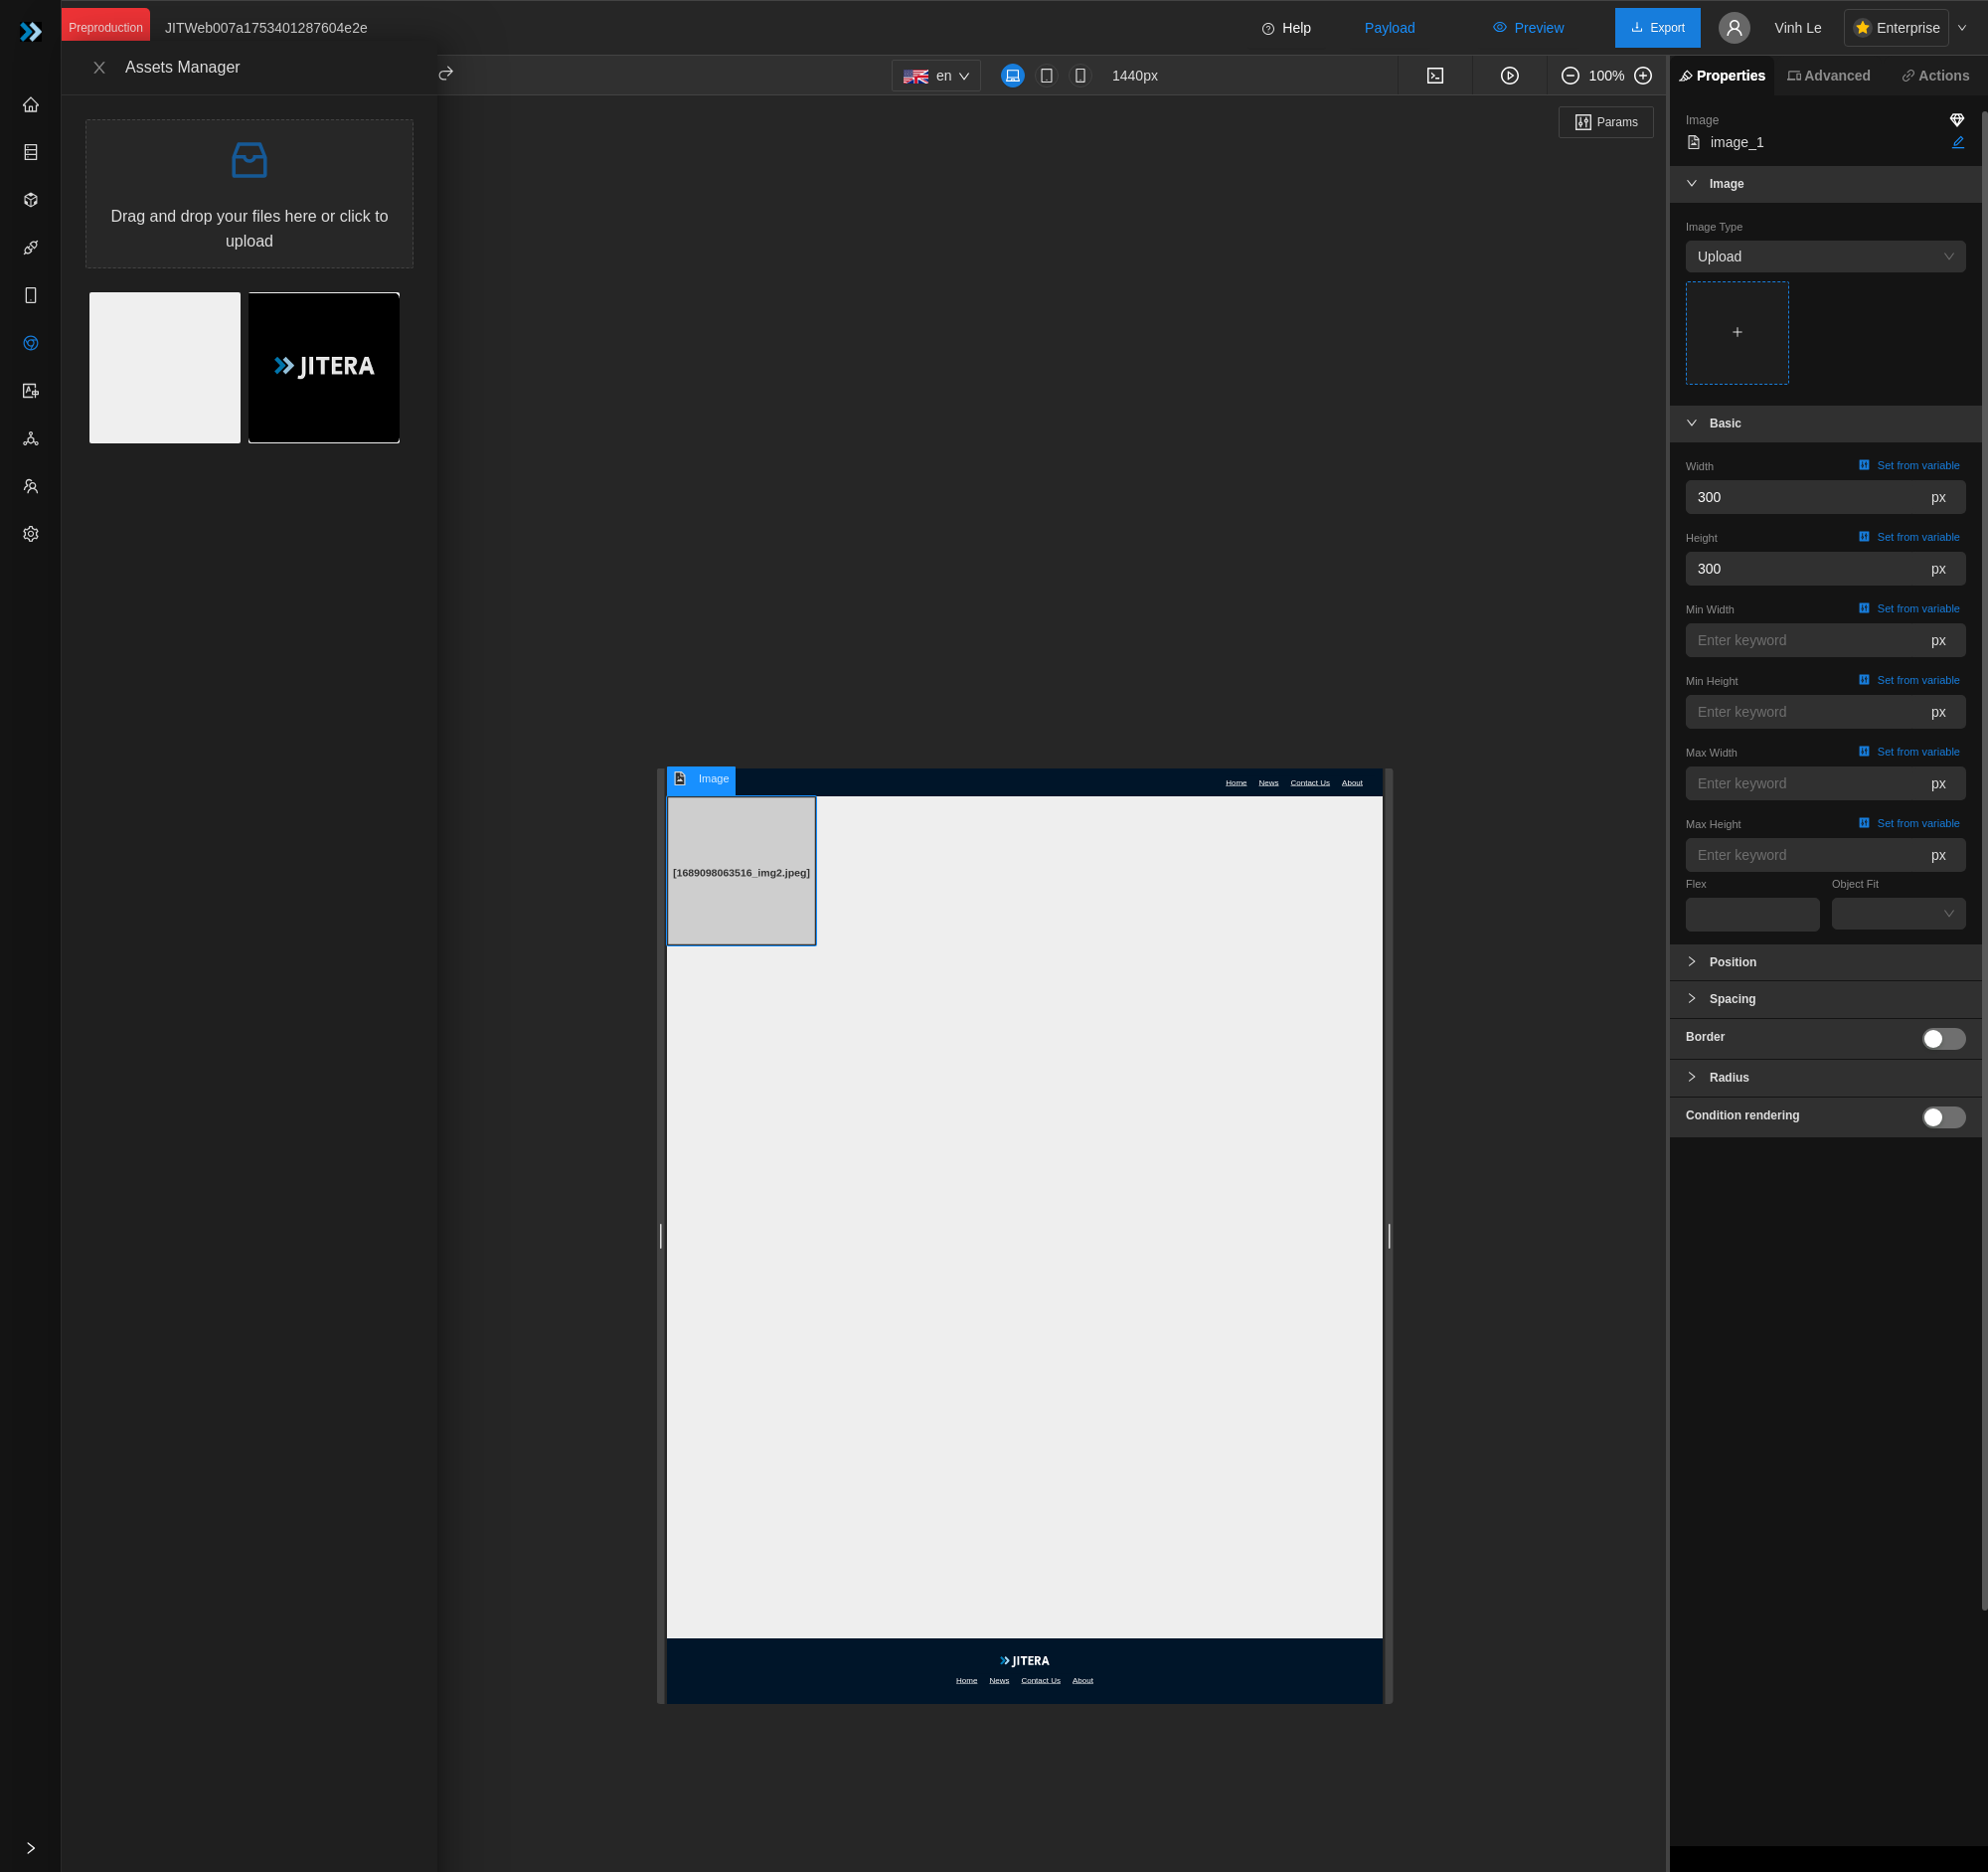 Preproduction
JITWeb007a1753401287604e2e
Help
Payload
Preview
Export
Vinh Le
Enterprise
Assets Manager
en
1440px
100%
Properties
Advanced
Actions
Params
Drag and drop your files here or click to
upload
JITERA
Image
image_1
Image
Image Type
Upload
Basic
Width
Set from variable
300
px
Height
Set from variable
300
px
Min Width
Set from variable
Enter keyword
px
Min Height
Set from variable
Enter keyword
px
Max Width
Set from variable
Enter keyword
px
Max Height
Set from variable
Enter keyword
px
Flex
Object Fit
Position
Spacing
Border
Radius
Condition rendering
Image
Home News Contact Us About
[1689098063516_img2.jpeg]
JITERA
Home News Contact Us About